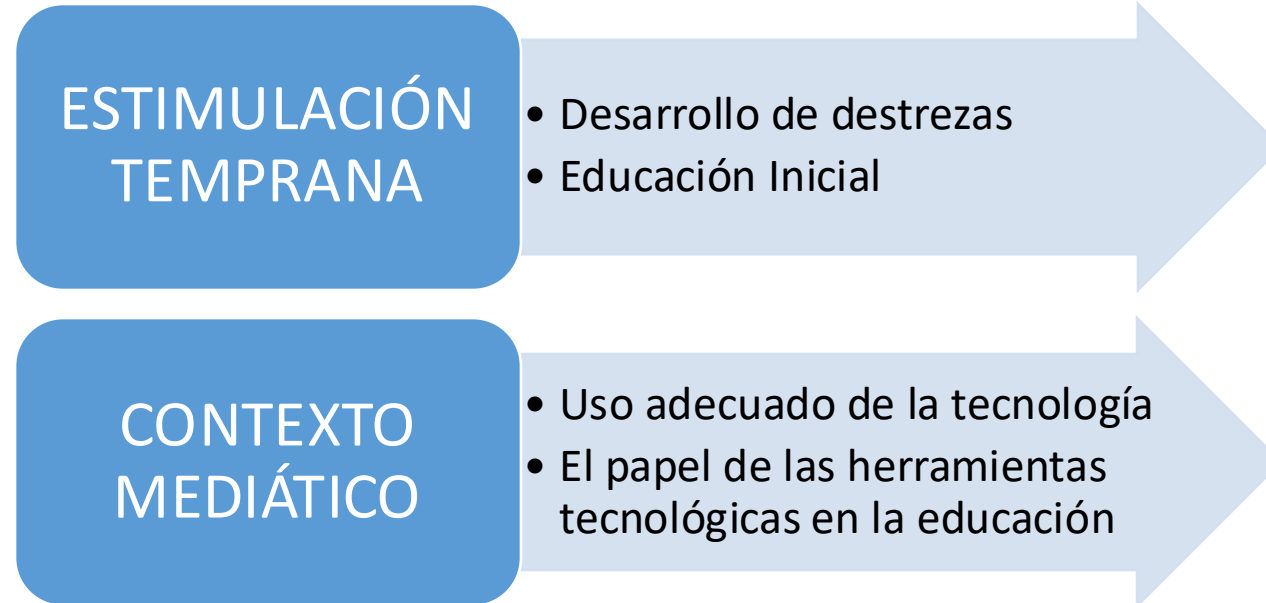 ESTIMULACIÓN
TEMPRANA
• Desarrollo de destrezas
• Educación Inicial
CONTEXTO
MEDIÁTICO
• Uso adecuado de la tecnología
• El papel de las herramientas
tecnológicas en la educación